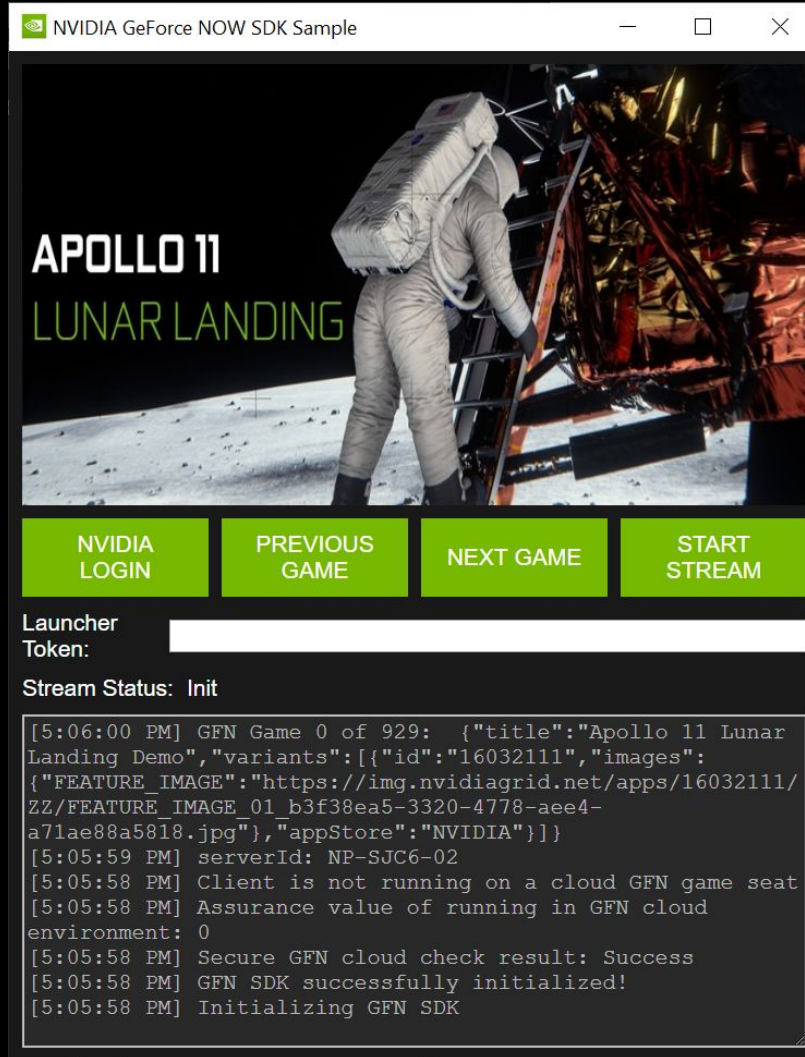 NVIDIA GeForce NOW SDK Sample
APOLLO 11
LUNAR LANDING
NVIDIA
LOGIN
PREVIOUS
GAME
NEXT GAME
START
STREAM
Launcher
Token:
Stream Status: Init
[5:06:00 PM] GFN Game 0 of 929: {"title":"Apollo 11 Lunar
Landing Demo","variants":[{"id":"16032111","images":
{"FEATURE_IMAGE":"https://img.nvidiagrid.net/apps/16032111/
ZZ/FEATURE_IMAGE_01_b3f38ea5-3320-4778-aee4-
a71ae88a5818.jpg"},"appStore":"NVIDIA"}]}
[5:05:59 PM] serverId: NP-SJC6-02
[5:05:58 PM] Client is not running on a cloud GFN game seat
[5:05:58 PM] Assurance value of running in GFN cloud
environment: 0
[5:05:58 PM] Secure GFN cloud check result: Success
[5:05:58 PM] GFN SDK successfully initialized!
[5:05:58 PM] Initializing GFN SDK